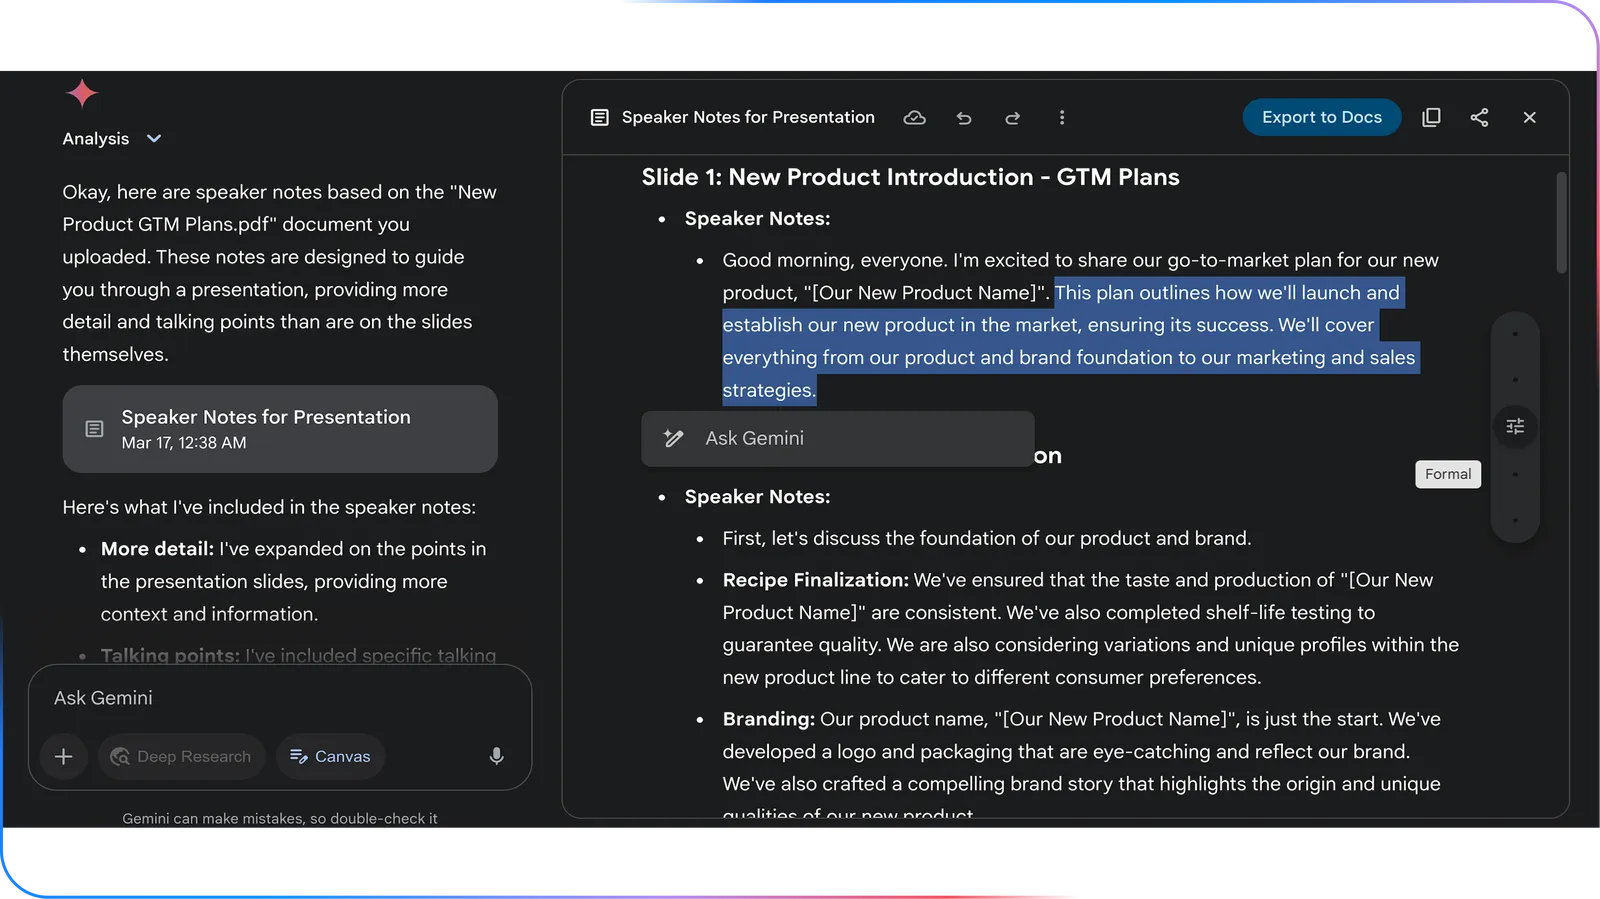 Analysis
Okay, here are speaker notes based on the "New
Product GTM Plans.pdf" document you
uploaded. These notes are designed to guide
you through a presentation, providing more
detail and talking points than are on the slides
themselves.
Speaker Notes for Presentation
Mar 17, 12:38 AM
Here's what I've included in the speaker notes:
• More detail: I've expanded on the points in
the presentation slides, providing more
context and information.
• Talking points: I've included specific talking
Ask Gemini
Deep Research
Canvas
Gemini can make mistakes, so double-check it
Speaker Notes for Presentation
Export to Docs
Slide 1: New Product Introduction - GTM Plans
• Speaker Notes:
• Good morning, everyone. I'm excited to share our go-to-market plan for our new
product, "[Our New Product Name]". This plan outlines how we'll launch and
establish our new product in the market, ensuring its success. We'll cover
everything from our product and brand foundation to our marketing and sales
strategies.
Ask Gemini
on
Formal
• Speaker Notes:
• First, let's discuss the foundation of our product and brand.
• Recipe Finalization: We've ensured that the taste and production of "[Our New
Product Name]" are consistent. We've also completed shelf-life testing to
guarantee quality. We are also considering variations and unique profiles within the
new product line to cater to different consumer preferences.
• Branding: Our product name, "[Our New Product Name]", is just the start. We've
developed a logo and packaging that are eye-catching and reflect our brand.
We've also crafted a compelling brand story that highlights the origin and unique
qualities of our new product.